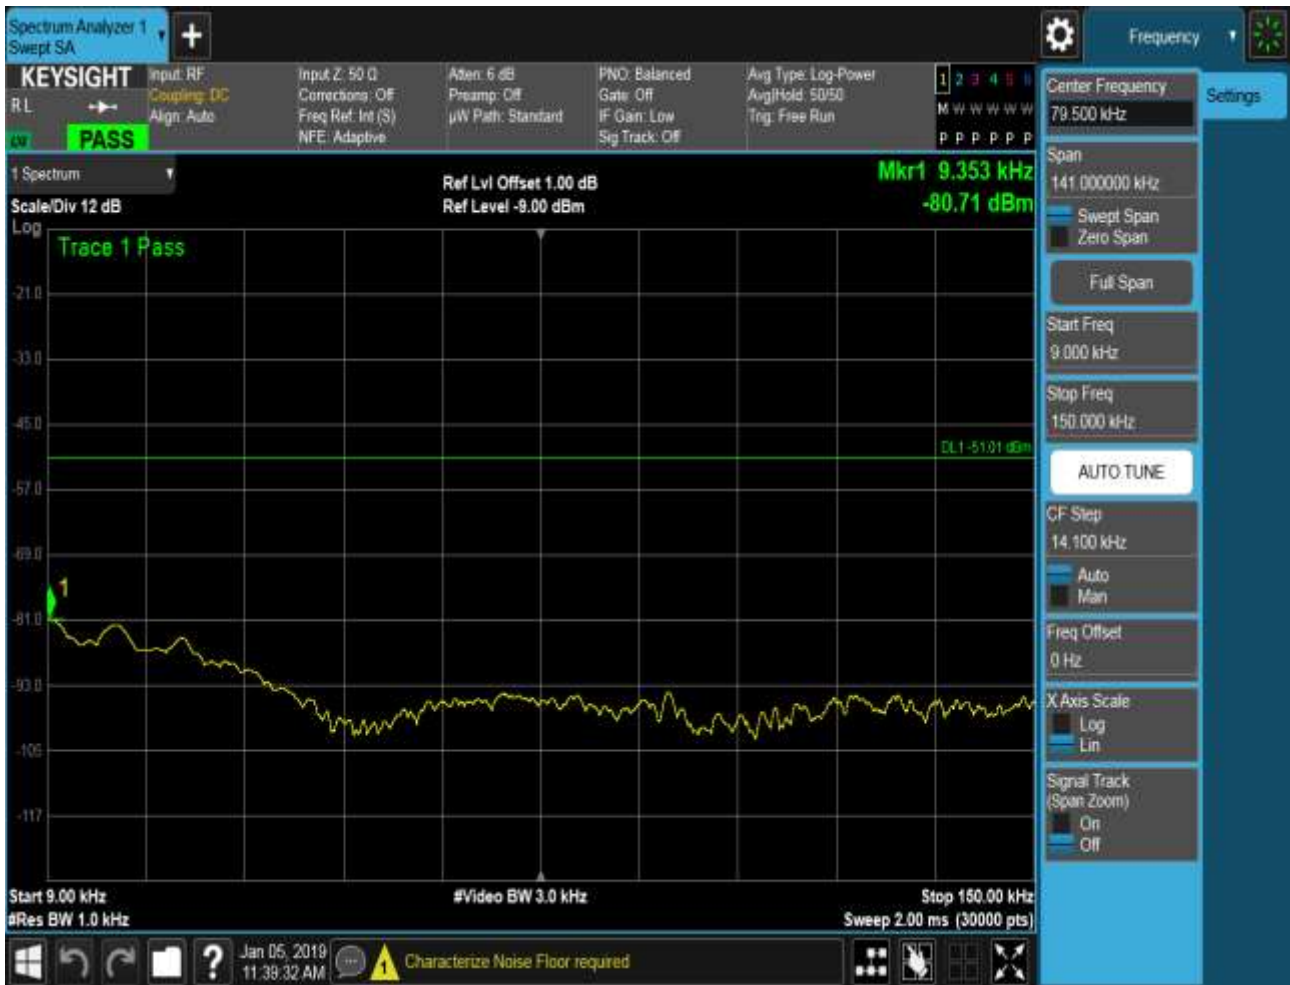 Spectrum Analyzer 1
Swept SA
+
Frequency
KEYSIGHT
R L
PASS
Input: RF
Coupling: DC
Align: Auto
Input Z: 50 Ω
Corrections: Off
Freq Ref: Int (S)
NFE: Adaptive
Atten: 6 dB
Preamp: Off
µW Path: Standard
PNO: Balanced
Gate: Off
IF Gain: Low
Sig Track: Off
Avg Type: Log-Power
Avg|Hold: 50/50
Trig: Free Run
1 2 3 4 5 6
M W W W W W
P P P P P P
1 Spectrum
Scale/Div 12 dB
Ref Lvl Offset 1.00 dB
Ref Level -9.00 dBm
Mkr1 9.353 kHz
-80.71 dBm
Log
Trace 1 Pass
-21.0
-33.0
-45.0
DL1 -51.01 dBm
-57.0
-69.0
1
-81.0
-93.0
-105
-117
Start 9.00 kHz
#Video BW 3.0 kHz
Stop 150.00 kHz
#Res BW 1.0 kHz
Sweep 2.00 ms (30000 pts)
?
Jan 05, 2019
11:39:32 AM
1
Characterize Noise Floor required
Center Frequency
79.500 kHz
Settings
Span
141.000000 kHz
Swept Span
Zero Span
Full Span
Start Freq
9.000 kHz
Stop Freq
150.000 kHz
AUTO TUNE
CF Step
14.100 kHz
Auto
Man
Freq Offset
0 Hz
X Axis Scale
Log
Lin
Signal Track
(Span Zoom)
On
Off